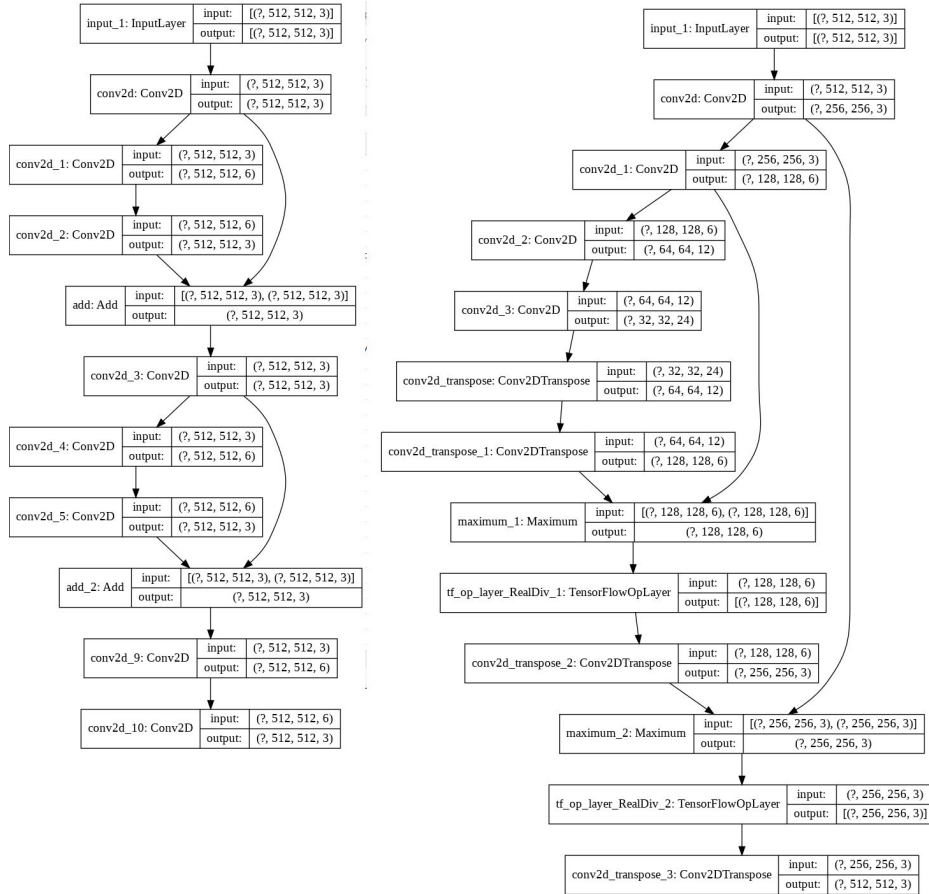 input_1: InputLayer
input: [(?, 512, 512, 3)]
output: [(?, 512, 512, 3)]
conv2d: Conv2D
input: (?, 512, 512, 3)
output: (?, 512, 512, 3)
conv2d_1: Conv2D
input: (?, 512, 512, 3)
output: (?, 512, 512, 6)
conv2d_2: Conv2D
input: (?, 512, 512, 6)
output: (?, 512, 512, 3)
add: Add
input: [(?, 512, 512, 3), (?, 512, 512, 3)]
output: (?, 512, 512, 3)
conv2d_3: Conv2D
input: (?, 512, 512, 3)
output: (?, 512, 512, 3)
conv2d_4: Conv2D
input: (?, 512, 512, 3)
output: (?, 512, 512, 6)
conv2d_5: Conv2D
input: (?, 512, 512, 6)
output: (?, 512, 512, 3)
add_2: Add
input: [(?, 512, 512, 3), (?, 512, 512, 3)]
output: (?, 512, 512, 3)
conv2d_9: Conv2D
input: (?, 512, 512, 3)
output: (?, 512, 512, 6)
conv2d_10: Conv2D
input: (?, 512, 512, 6)
output: (?, 512, 512, 3)
input_1: InputLayer
input: [(?, 512, 512, 3)]
output: [(?, 512, 512, 3)]
conv2d: Conv2D
input: (?, 512, 512, 3)
output: (?, 256, 256, 3)
conv2d_1: Conv2D
input: (?, 256, 256, 3)
output: (?, 128, 128, 6)
conv2d_2: Conv2D
input: (?, 128, 128, 6)
output: (?, 64, 64, 12)
conv2d_3: Conv2D
input: (?, 64, 64, 12)
output: (?, 32, 32, 24)
conv2d_transpose: Conv2DTranspose
input: (?, 32, 32, 24)
output: (?, 64, 64, 12)
conv2d_transpose_1: Conv2DTranspose
input: (?, 64, 64, 12)
output: (?, 128, 128, 6)
maximum_1: Maximum
input: [(?, 128, 128, 6), (?, 128, 128, 6)]
output: (?, 128, 128, 6)
tf_op_layer_RealDiv_1: TensorFlowOpLayer
input: (?, 128, 128, 6)
output: [(?, 128, 128, 6)]
conv2d_transpose_2: Conv2DTranspose
input: (?, 128, 128, 6)
output: (?, 256, 256, 3)
maximum_2: Maximum
input: [(?, 256, 256, 3), (?, 256, 256, 3)]
output: (?, 256, 256, 3)
tf_op_layer_RealDiv_2: TensorFlowOpLayer
input: (?, 256, 256, 3)
output: [(?, 256, 256, 3)]
conv2d_transpose_3: Conv2DTranspose
input: (?, 256, 256, 3)
output: (?, 512, 512, 3)